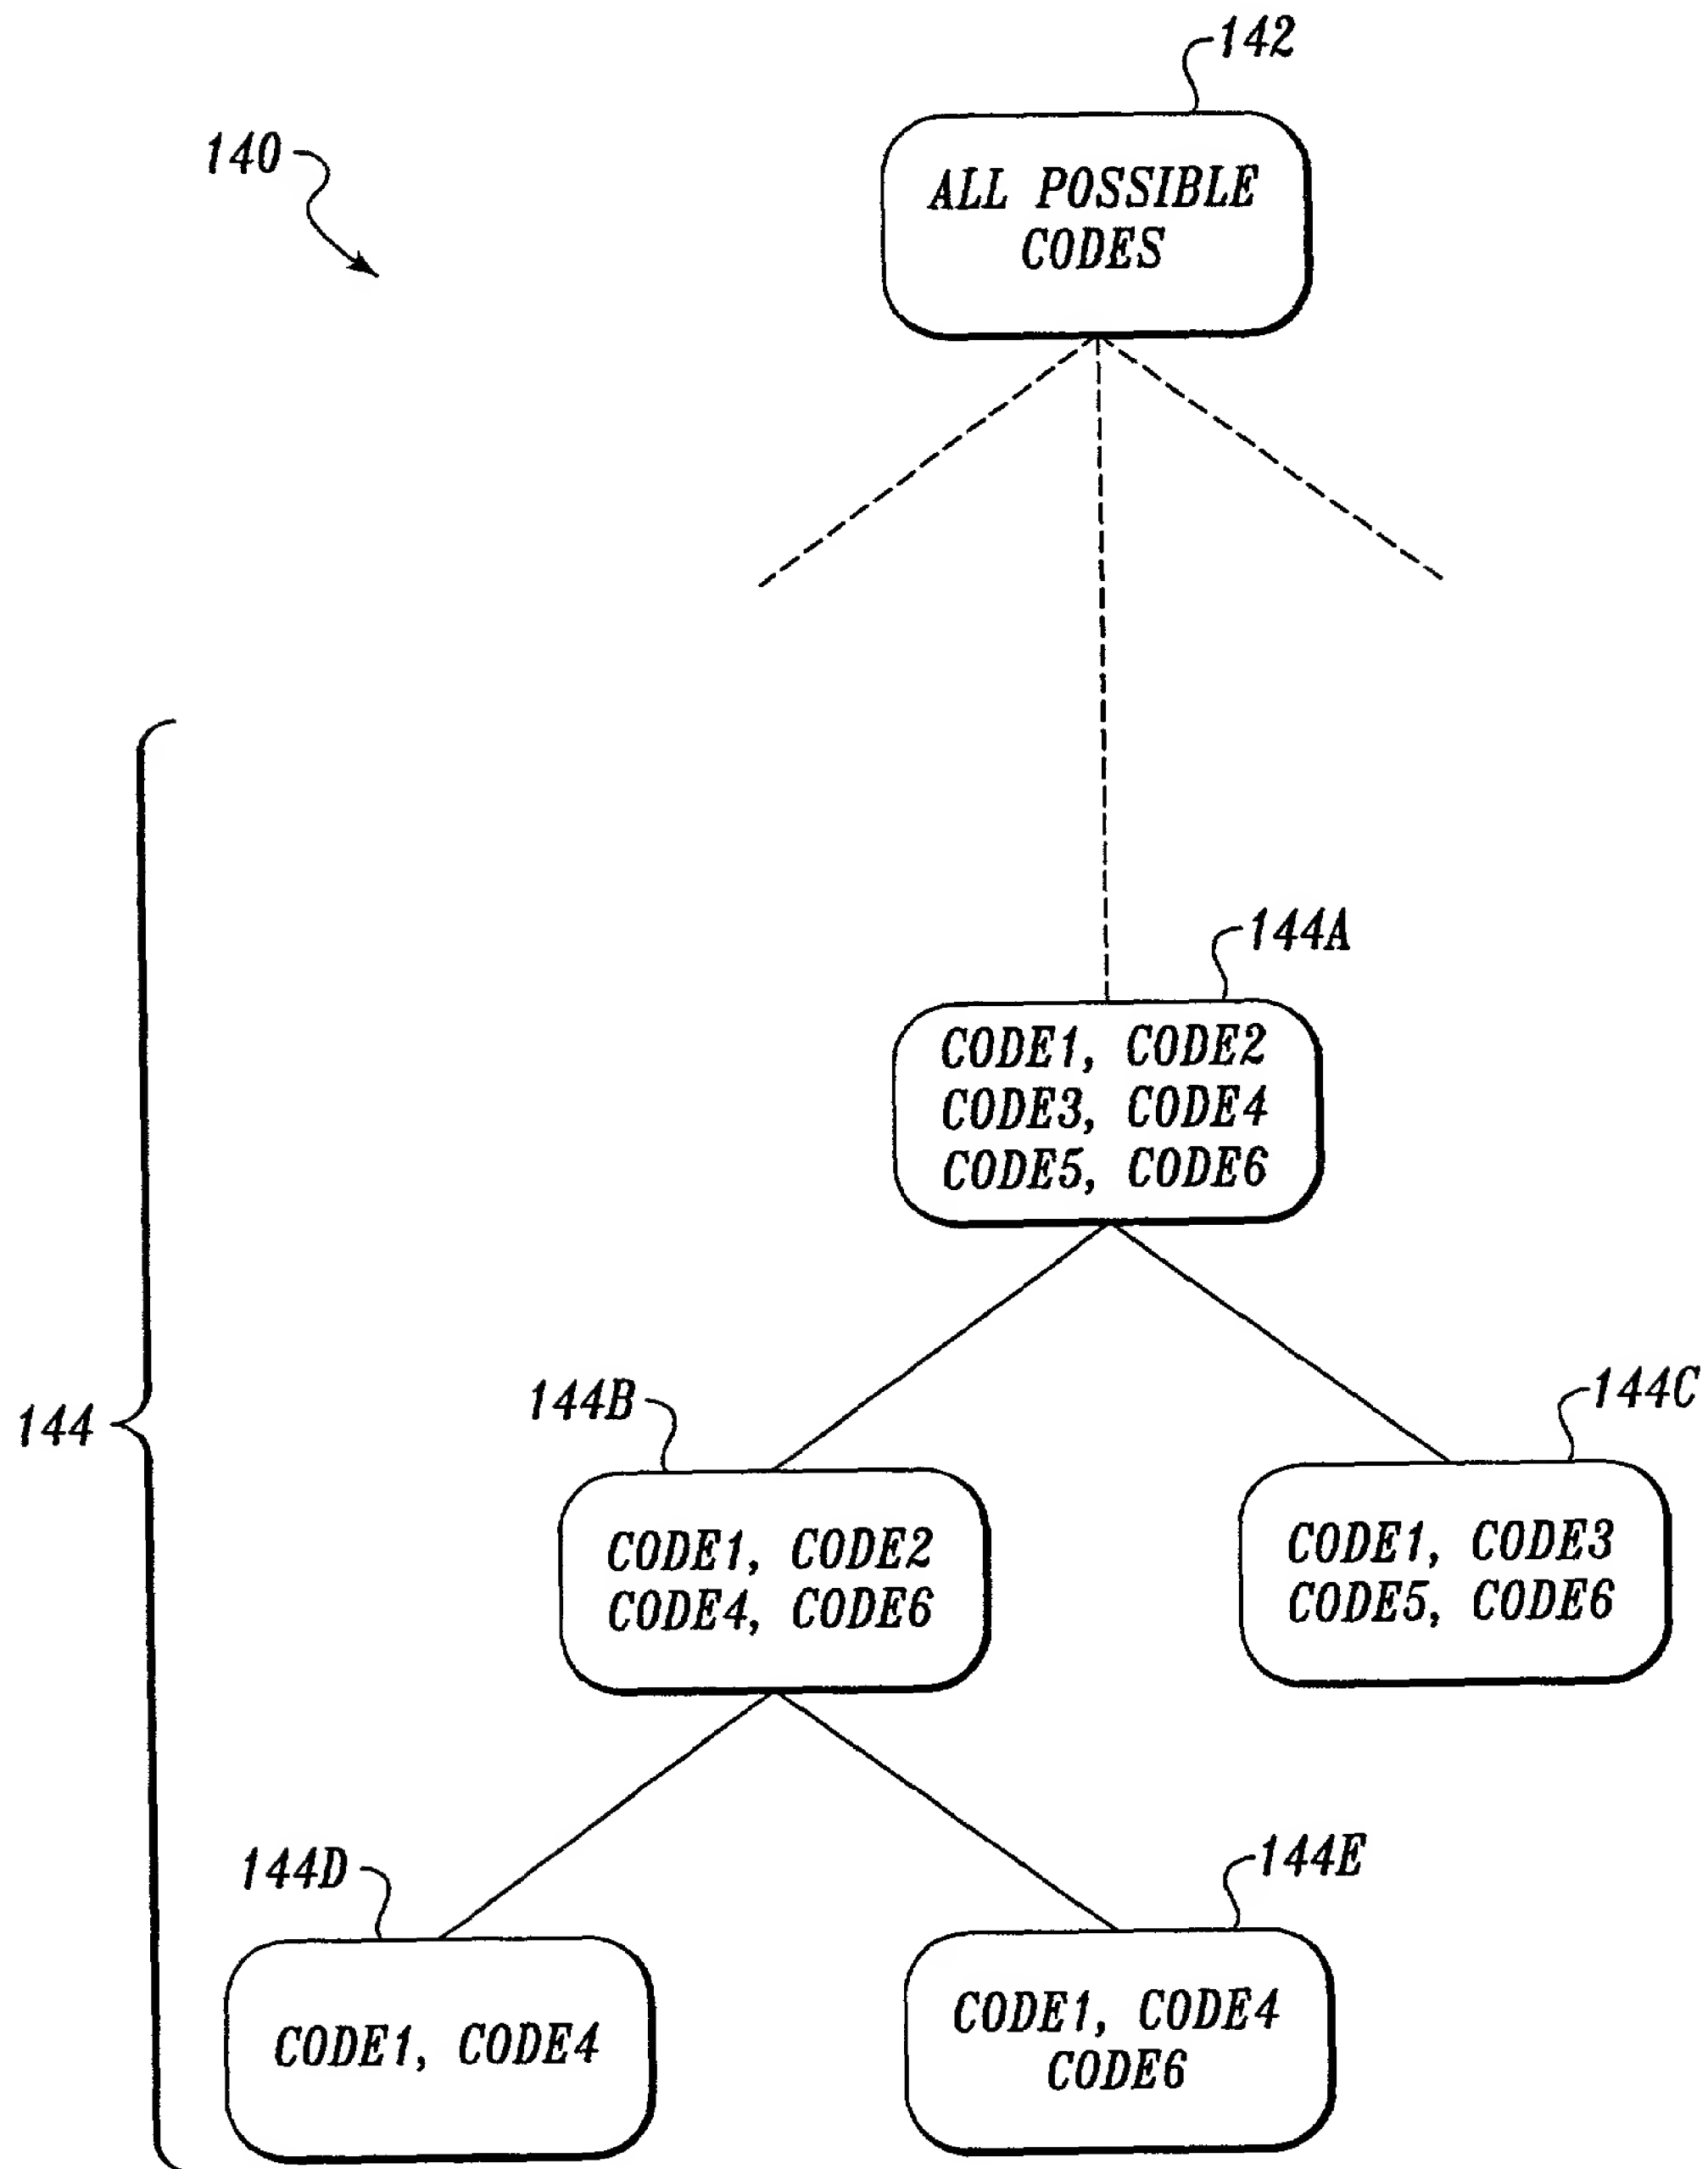 142
140
ALL POSSIBLE
CODES
144A
CODE1, CODE2
CODE3, CODE4
CODE5, CODE6
144B
144C
144
CODE1, CODE2
CODE4, CODE6
CODE1, CODE3
CODE5, CODE6
144D
144E
CODE1, CODE4
CODE1, CODE4
CODE6